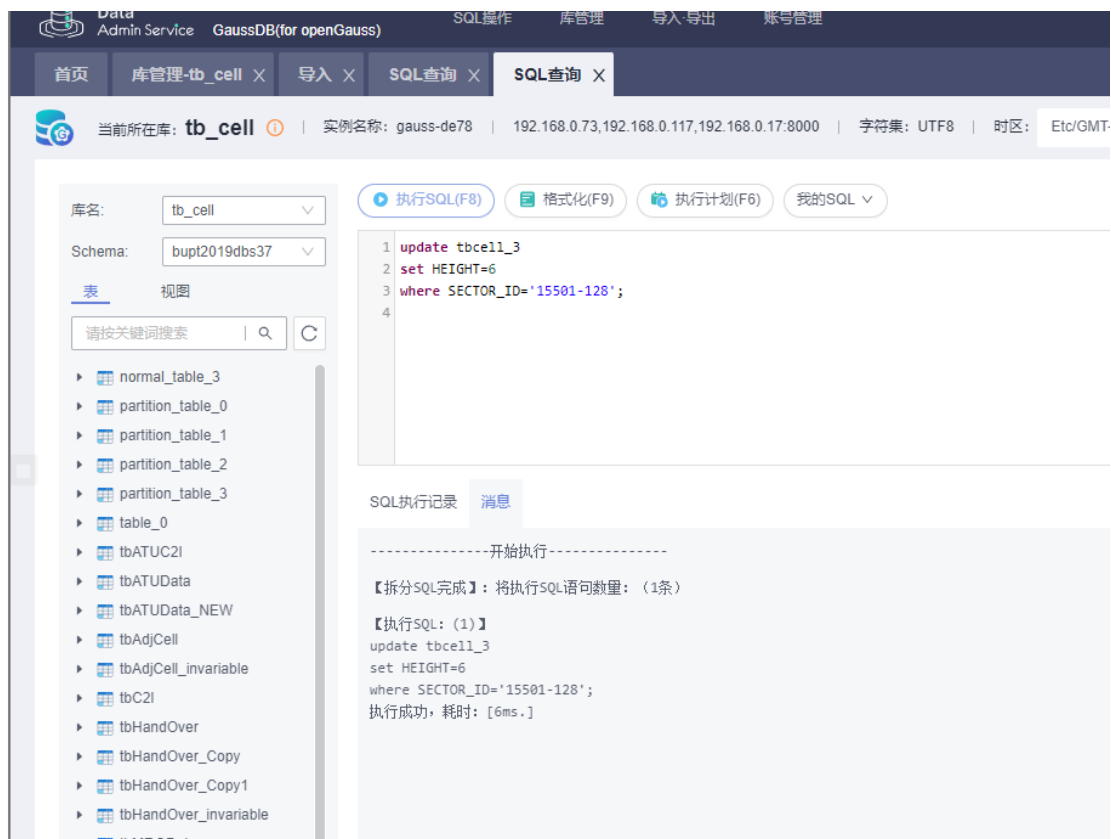 Data
Admin Service GaussDB(for openGauss)
SQL操作 库管理 导入·导出 账号管理
首页 库管理-tb_cell X 导入 X SQL查询 X SQL查询 X
当前所在库: tb_cell | 实例名称: gauss-de78 | 192.168.0.73,192.168.0.117,192.168.0.17:8000 | 字符集: UTF8 | 时区: Etc/GMT-
库名: tb_cell
Schema: bupt2019dbs37
表 视图
请按关键词搜索
normal_table_3
partition_table_0
partition_table_1
partition_table_2
partition_table_3
table_0
tbATUC2I
tbATUData
tbATUData_NEW
tbAdjCell
tbAdjCell_invariable
tbC2I
tbHandOver
tbHandOver_Copy
tbHandOver_Copy1
tbHandOver_invariable
执行SQL(F8) 格式化(F9) 执行计划(F6) 我的SQL
1 update tbcell_3
2 set HEIGHT=6
3 where SECTOR_ID='15501-128';
4
SQL执行记录 消息
---------------开始执行---------------
【拆分SQL完成】: 将执行SQL语句数量: (1条)
【执行SQL: (1)】
update tbcell_3
set HEIGHT=6
where SECTOR_ID='15501-128';
执行成功，耗时: [6ms.]